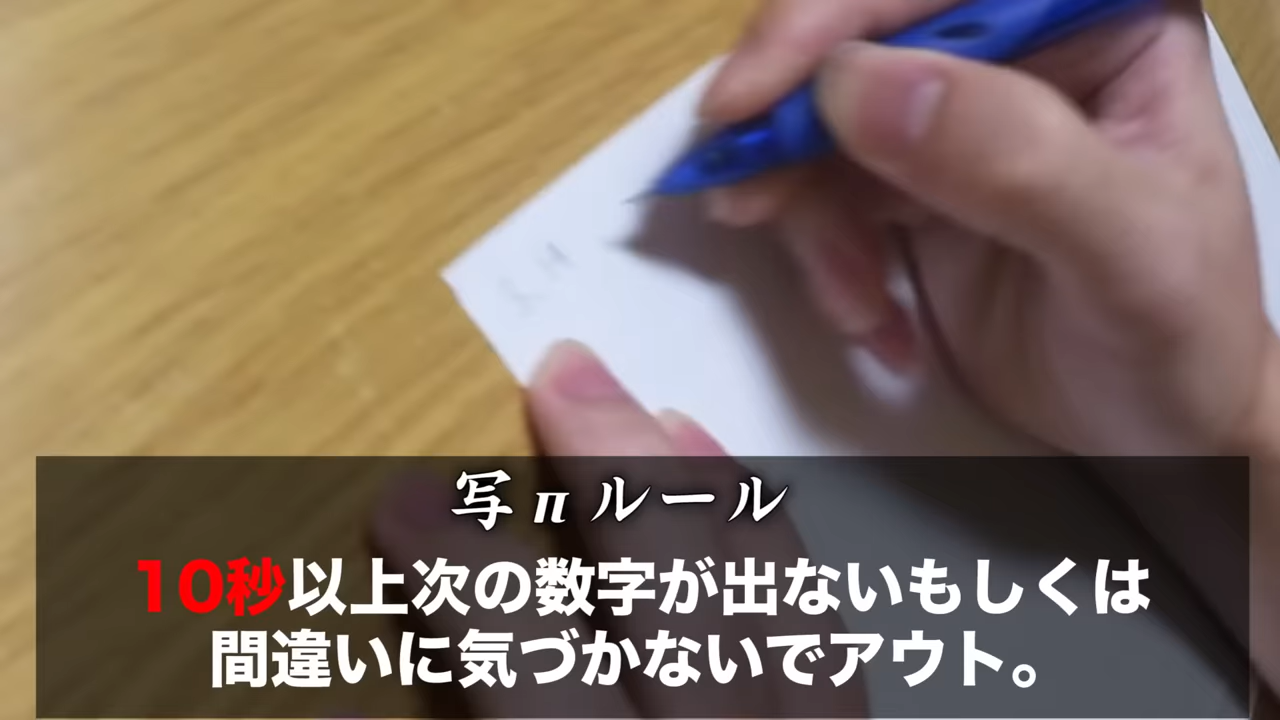 写πルール
10秒以上次の数字が出ないもしくは
間違いに気づかないでアウト。